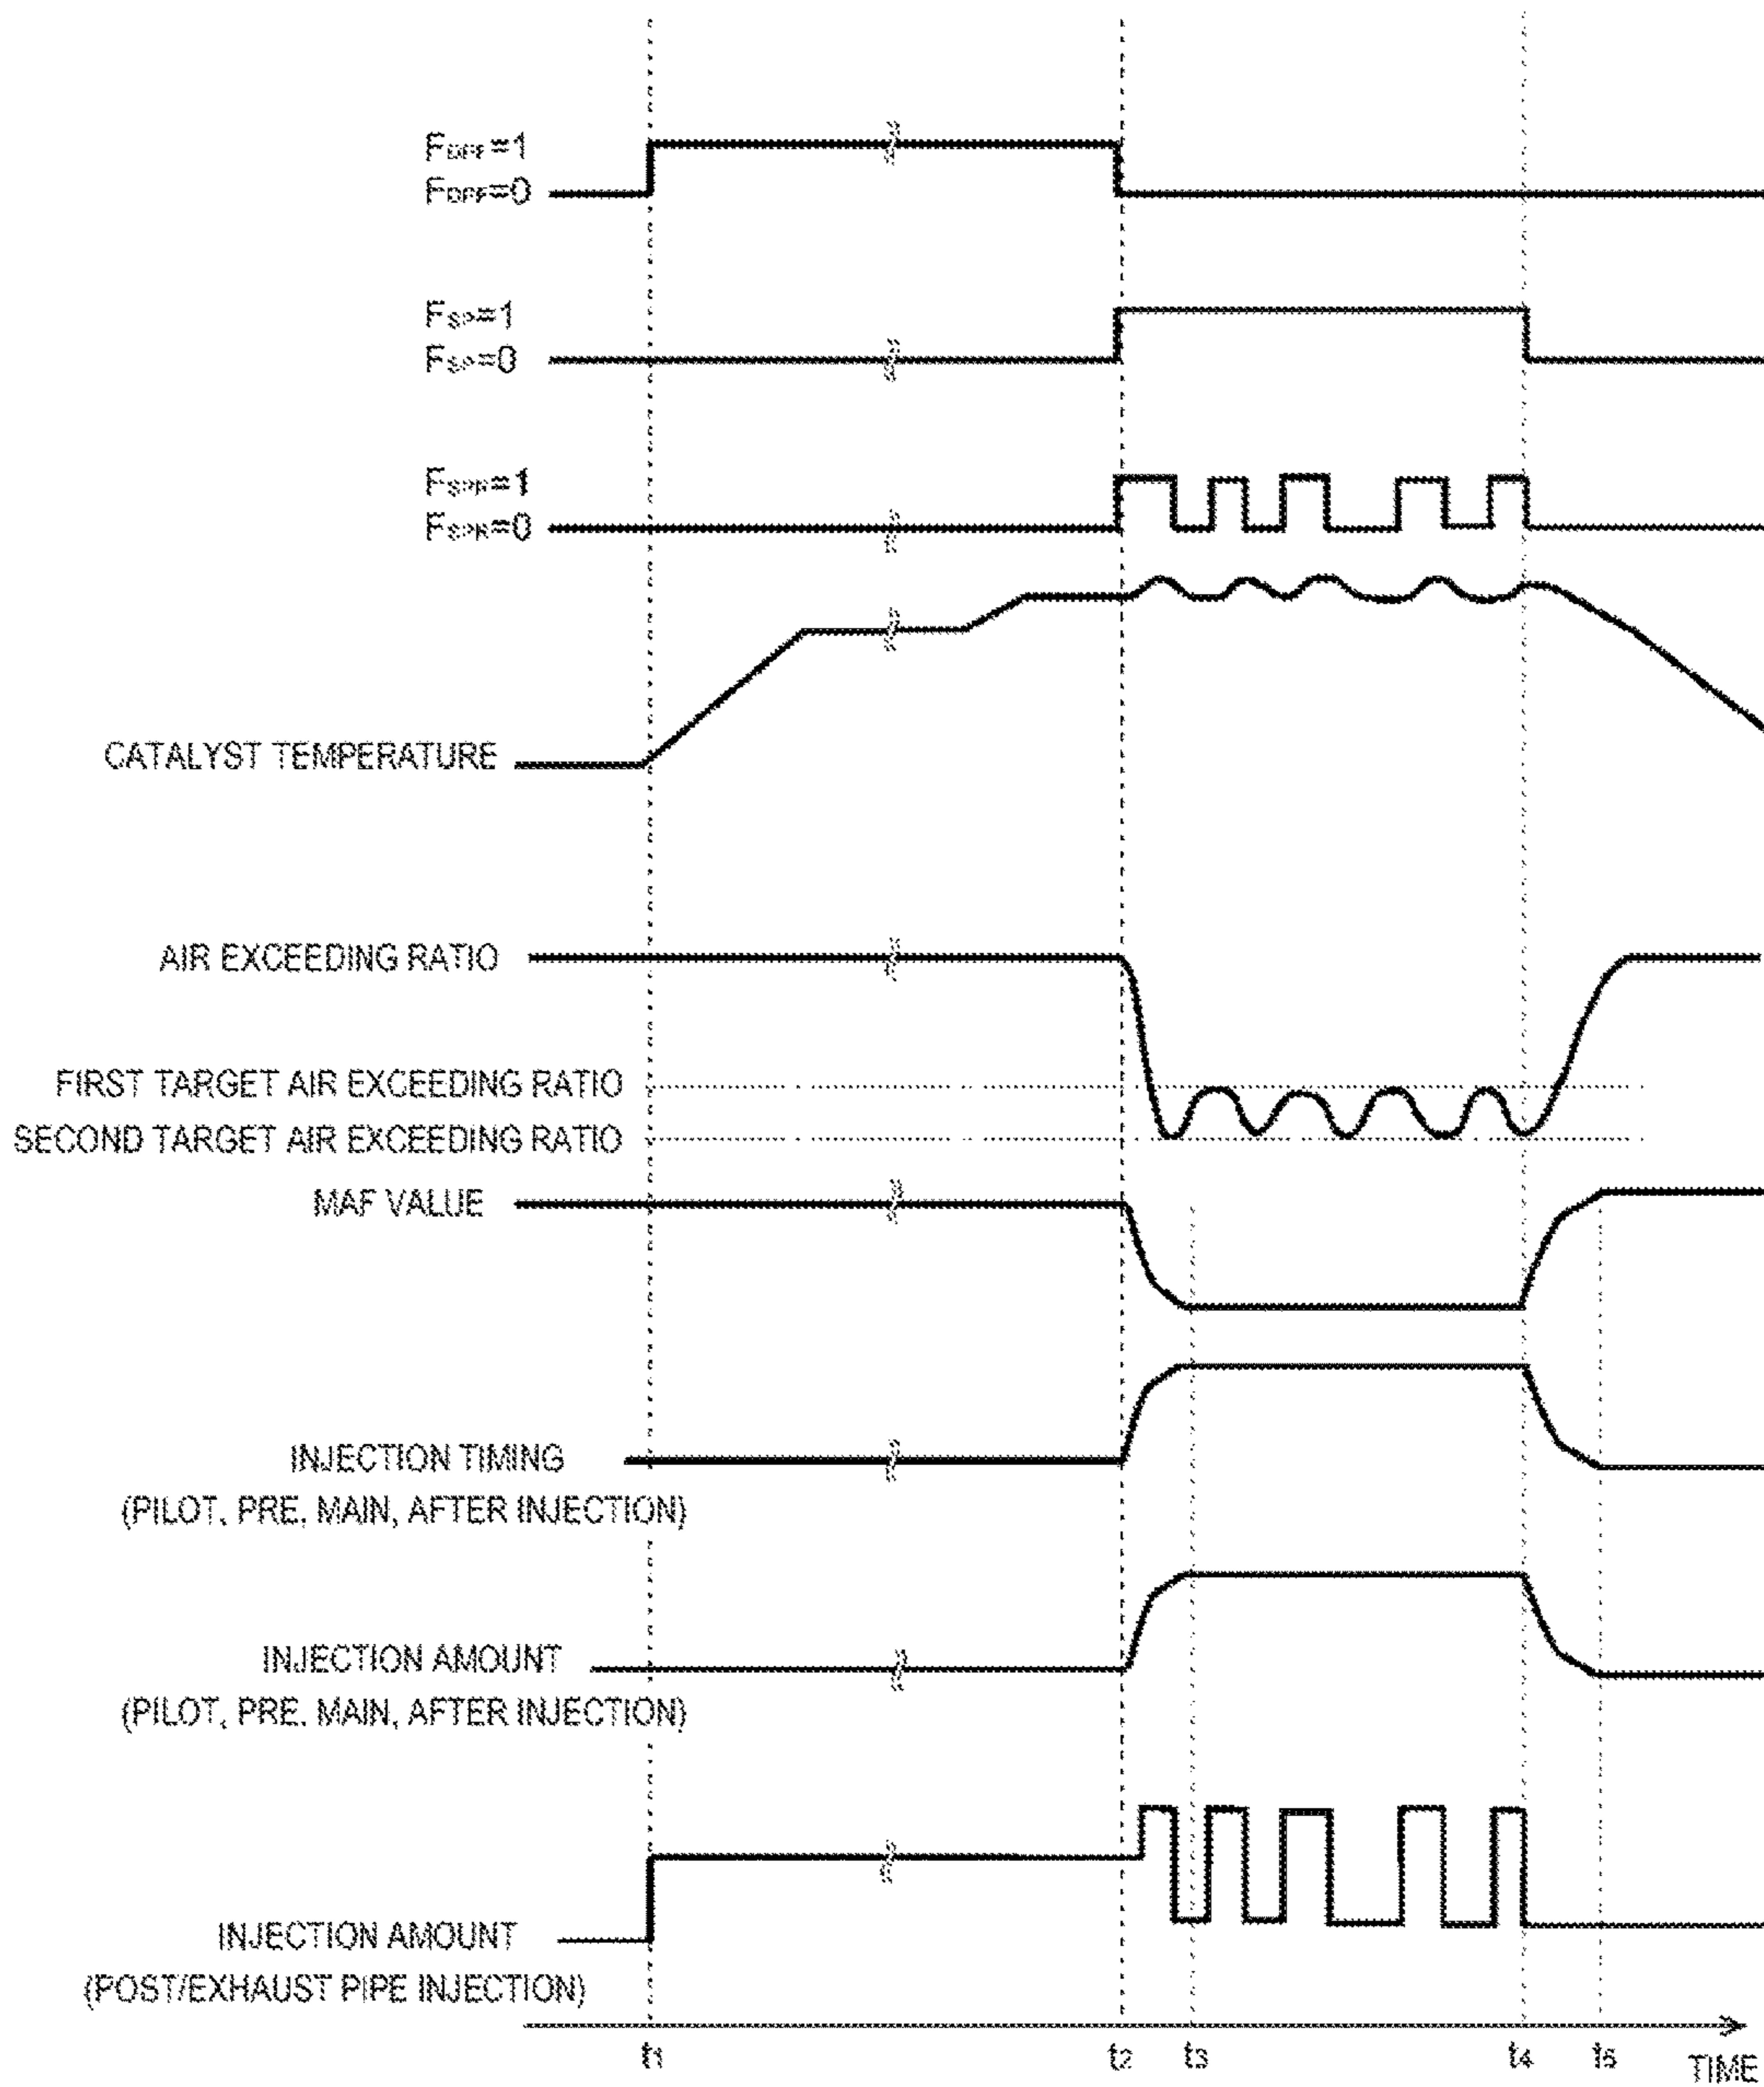 FDPF=1
FDPF=0
FSP=1
FSP=0
FSPR=1
FSPR=0
CATALYST TEMPERATURE
AIR EXCEEDING RATIO
FIRST TARGET AIR EXCEEDING RATIO
SECOND TARGET AIR EXCEEDING RATIO
MAF VALUE
INJECTION TIMING
(PILOT, PRE, MAIN, AFTER INJECTION)
INJECTION AMOUNT
(PILOT, PRE, MAIN, AFTER INJECTION)
INJECTION AMOUNT
(POST/EXHAUST PIPE INJECTION)
t1 t2 t3 t4 t5 TIME